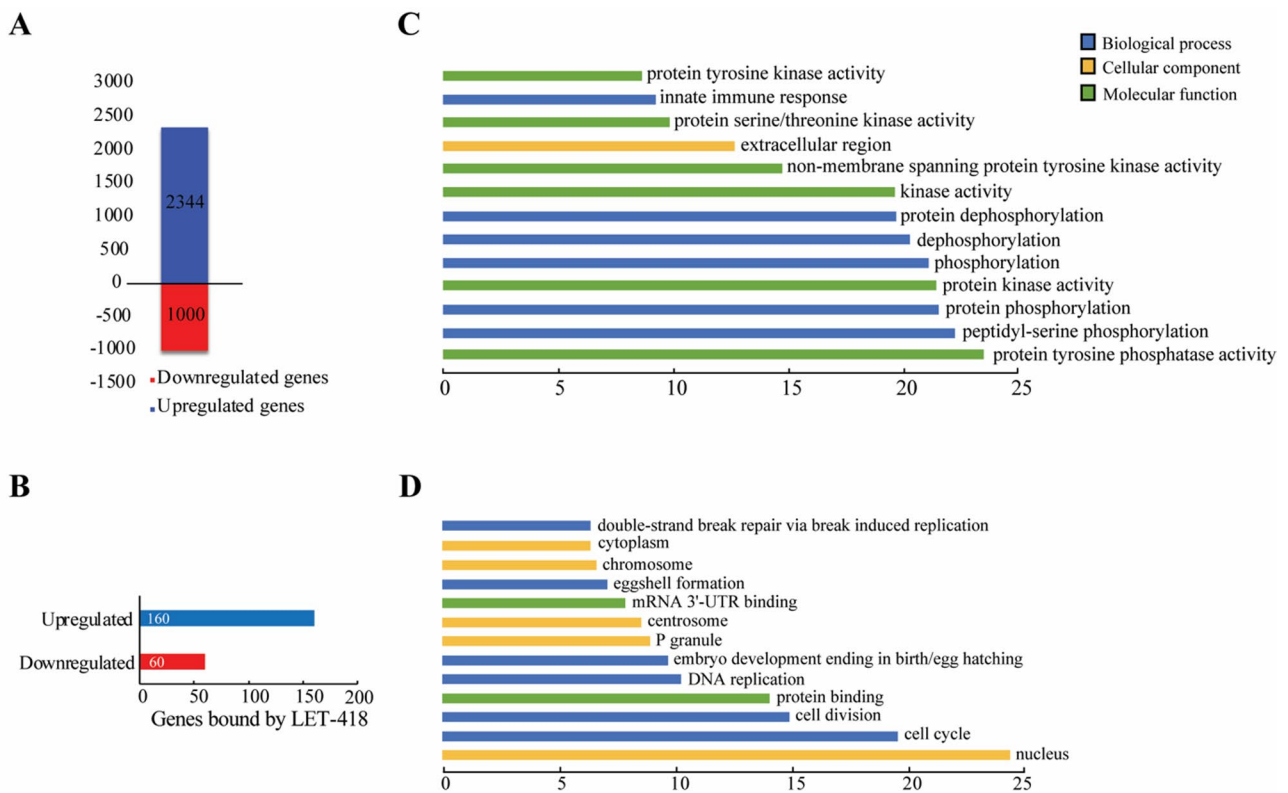 A
3000
2500
2000
1500
1000
500
0
-500
-1000
-1500
2344
1000
Downregulated genes
Upregulated genes
C
Biological process
Cellular component
Molecular function
protein tyrosine kinase activity
innate immune response
protein serine/threonine kinase activity
extracellular region
non-membrane spanning protein tyrosine kinase activity
kinase activity
protein dephosphorylation
dephosphorylation
phosphorylation
protein kinase activity
protein phosphorylation
peptidyl-serine phosphorylation
protein tyrosine phosphatase activity
0 5 10 15 20 25
B
Upregulated 160
Downregulated 60
0 50 100 150 200
Genes bound by LET-418
D
double-strand break repair via break induced replication
cytoplasm
chromosome
eggshell formation
mRNA 3'-UTR binding
centrosome
P granule
embryo development ending in birth/egg hatching
DNA replication
protein binding
cell division
cell cycle
nucleus
0 5 10 15 20 25